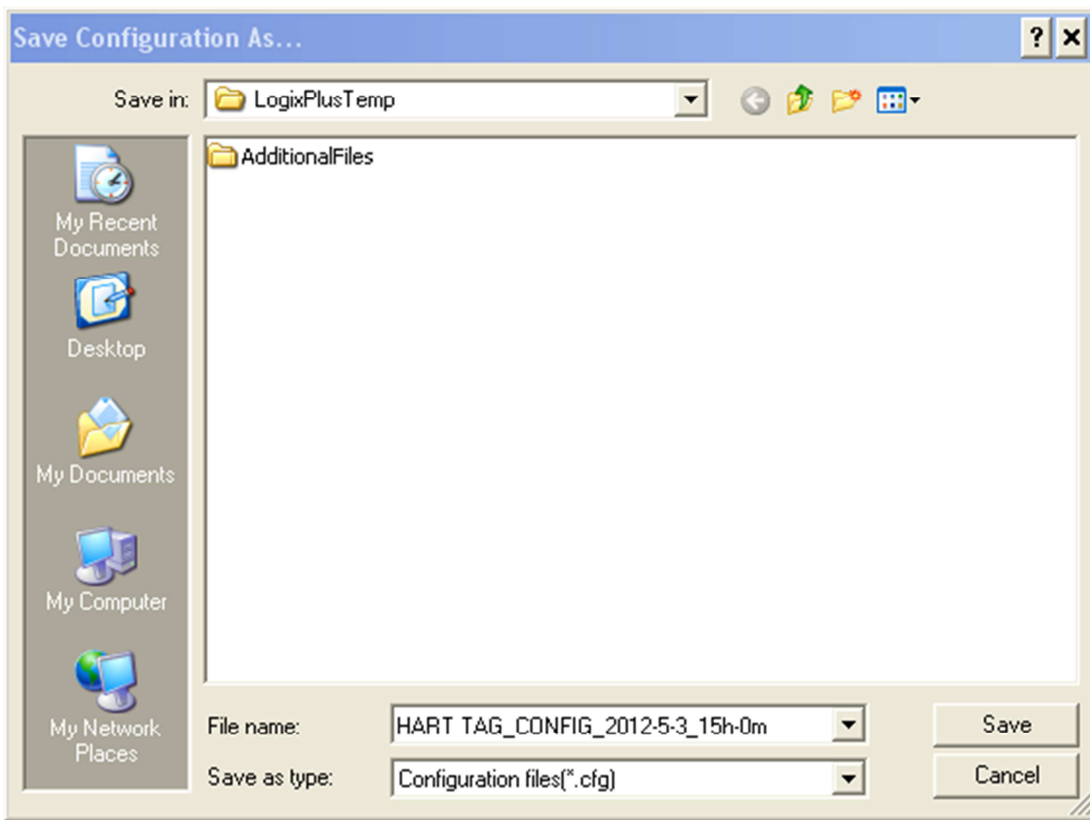 Save Configuration As...
Save in:
LogixPlusTemp
AdditionalFiles
My Recent
Documents
Desktop
My Documents
My Computer
My Network
Places
File name:
HART TAG_CONFIG_2012-5-3_15h-0m
Save
Save as type:
Configuration files(*.cfg)
Cancel